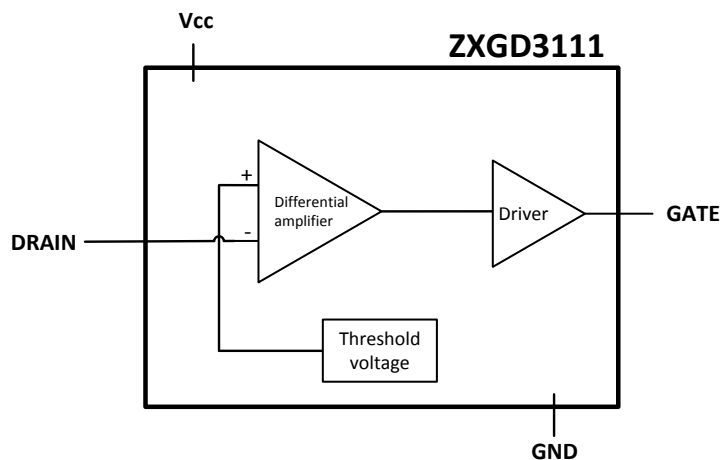 Vcc
ZXGD3111
+
Differential
amplifier
Driver
GATE
DRAIN
-
Threshold
voltage
GND